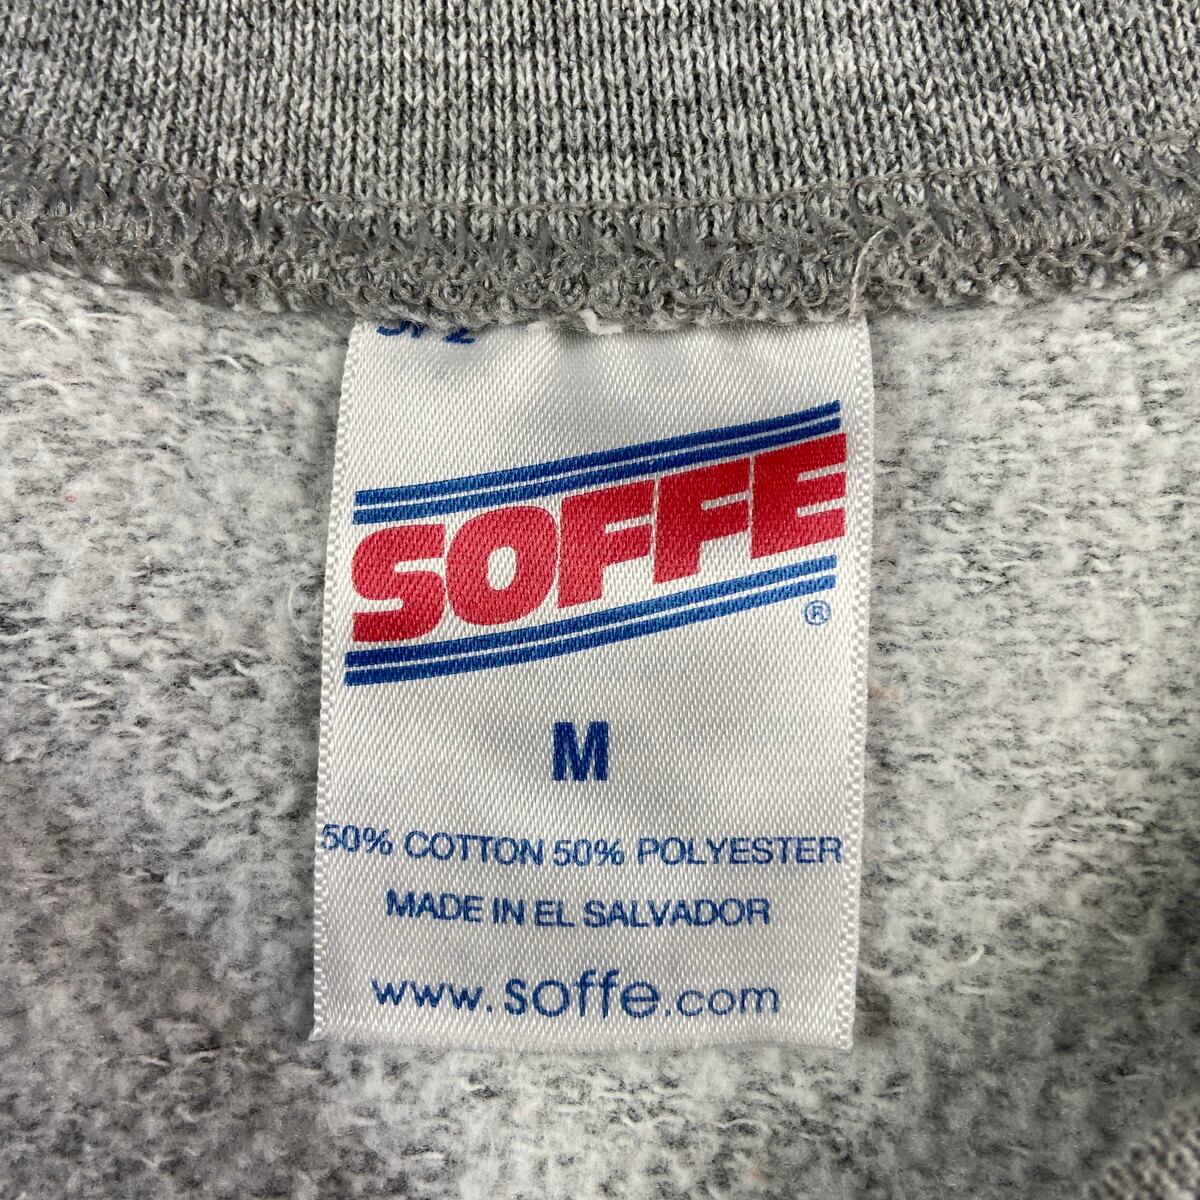 SOFFE
®
M
50% COTTON 50% POLYESTER
MADE IN EL SALVADOR
www.soffe.com